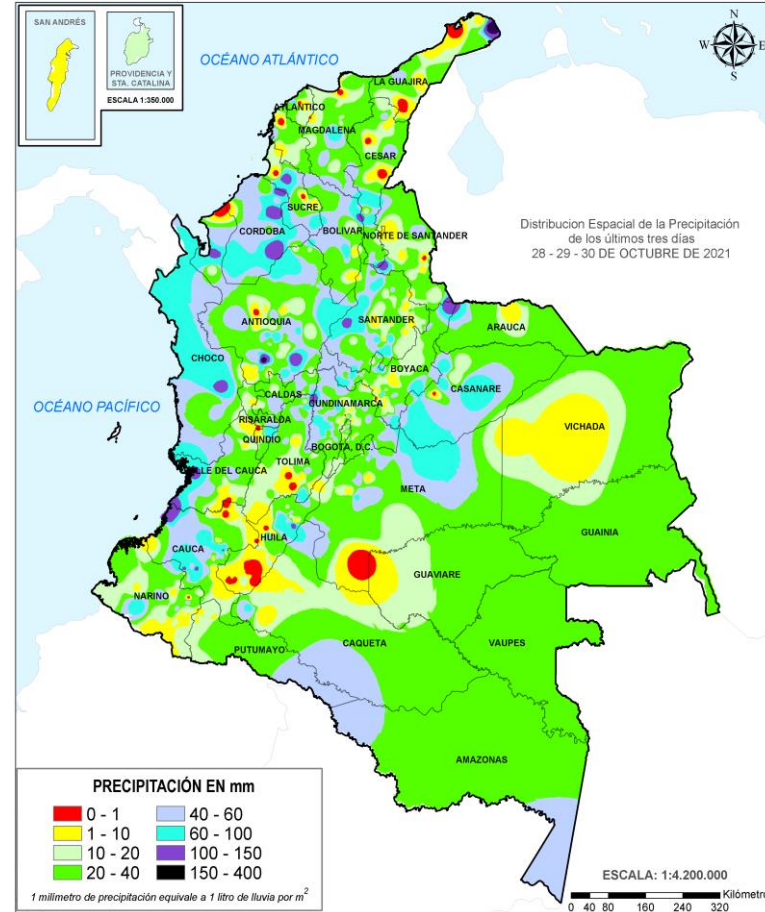 SAN ANDRÉS
PROVIDENCIA Y
STA. CATALINA
ESCALA 1:350.000
OCÉANO ATLÁNTICO
N
W
E
S
LA GUAJIRA
ATLANTICO
MAGDALENA
CESAR
SUCRE
CORDOBA
BOLIVAR
NORTE DE SANTANDER
Distribucion Espacial de la Precipitación
de los últimos tres días
28 - 29 - 30 DE OCTUBRE DE 2021
ANTIOQUIA
SANTANDER
ARAUCA
CHOCO
BOYACA
CASANARE
OCÉANO PACÍFICO
CALDAS
CUNDINAMARCA
VICHADA
RISARALDA
QUINDIO
BOGOTA, D.C.
VALLE DEL CAUCA
TOLIMA
META
GUAINIA
HUILA
CAUCA
GUAVIARE
NARIÑO
CAQUETA
VAUPES
PUTUMAYO
AMAZONAS
PRECIPITACIÓN EN mm
0 - 1
40 - 60
1 - 10
60 - 100
10 - 20
100 - 150
20 - 40
150 - 400
1 milímetro de precipitación equivale a 1 litro de lluvia por m²
ESCALA: 1:4.200.000
Kilómetro
0 40 80 160 240 320